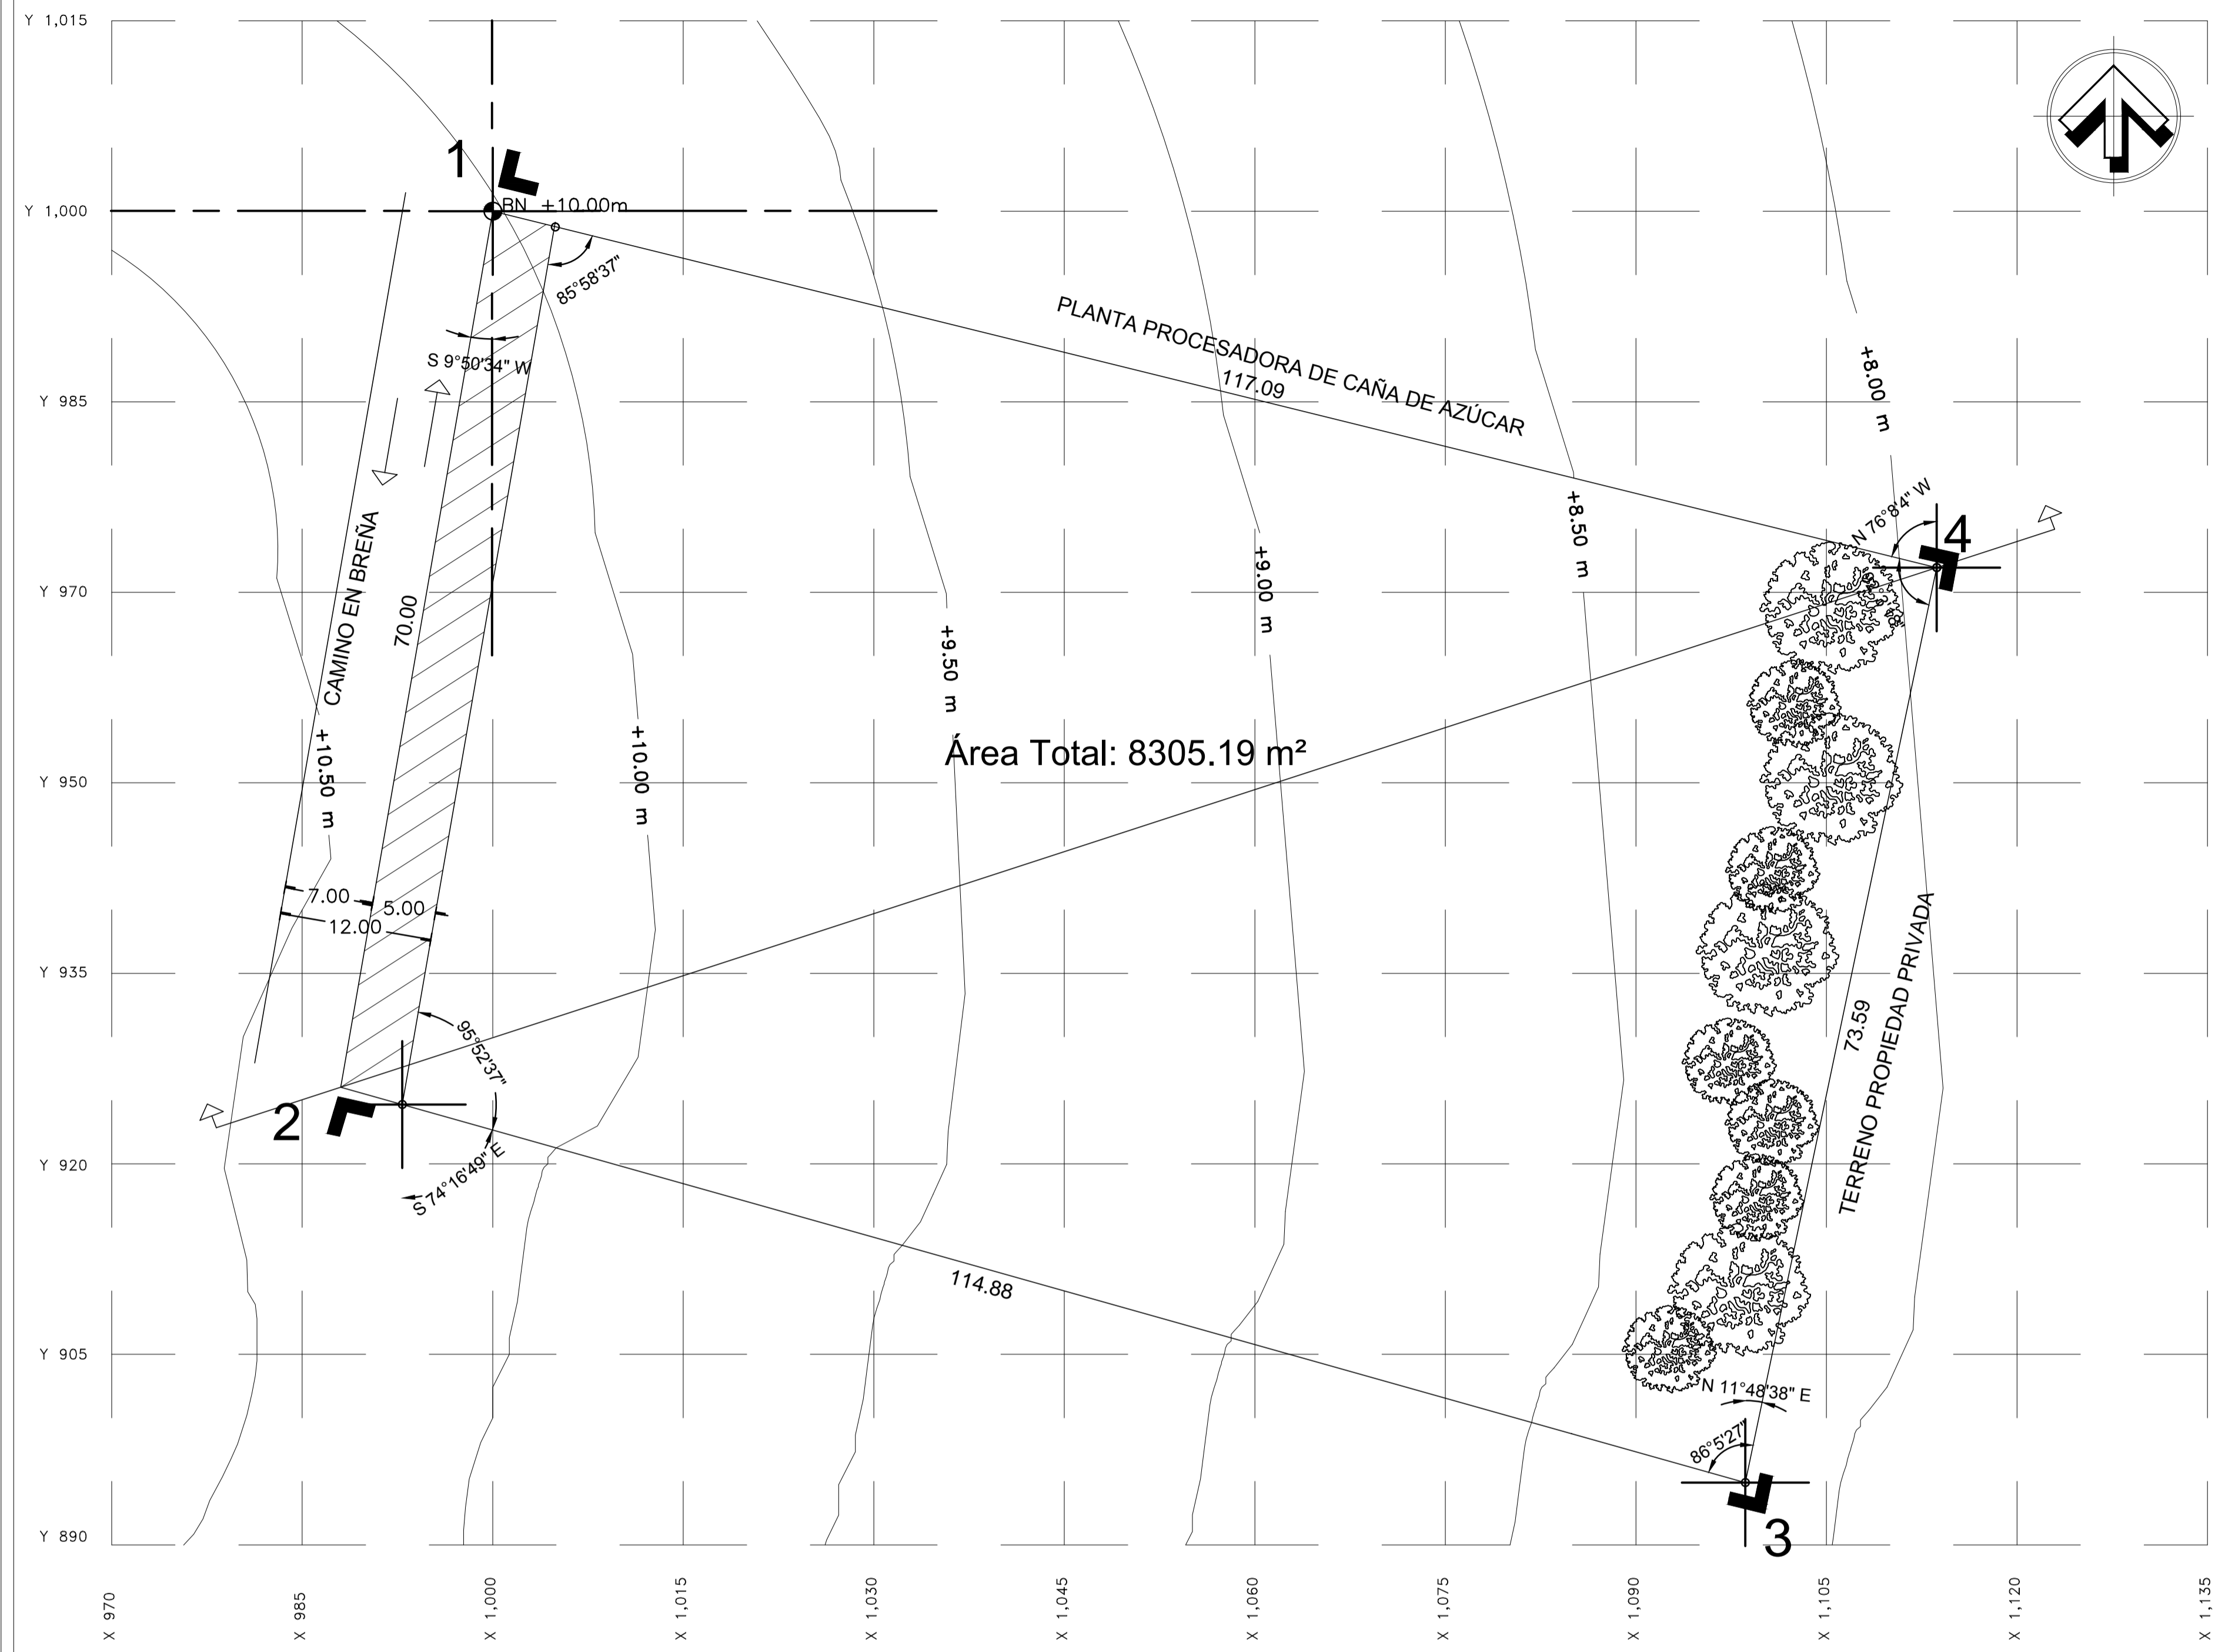 Y 1,015
1
Y 1,000
BN +10.00m
85°58'37"
PLANTA PROCESADORA DE CAÑA DE AZÚCAR
117.09
S 9°50'34" W
Y 985
+8.00 m
N 76°8'4" W
4
+8.50 m
CAMINO EN BREÑA
70.00
+9.00 m
Y 970
+9.50 m
+10.50 m
+10.00 m
Área Total: 8305.19 m²
Y 950
7.00
5.00
12.00
Y 935
TERRENO PROPIEDAD PRIVADA
73.59
95°52'37"
2
S 74°16'49" E
Y 920
114.88
Y 905
N 11°48'38" E
86°5'27"
3
Y 890
X 970
X 985
X 1,000
X 1,015
X 1,030
X 1,045
X 1,060
X 1,075
X 1,090
X 1,105
X 1,120
X 1,135